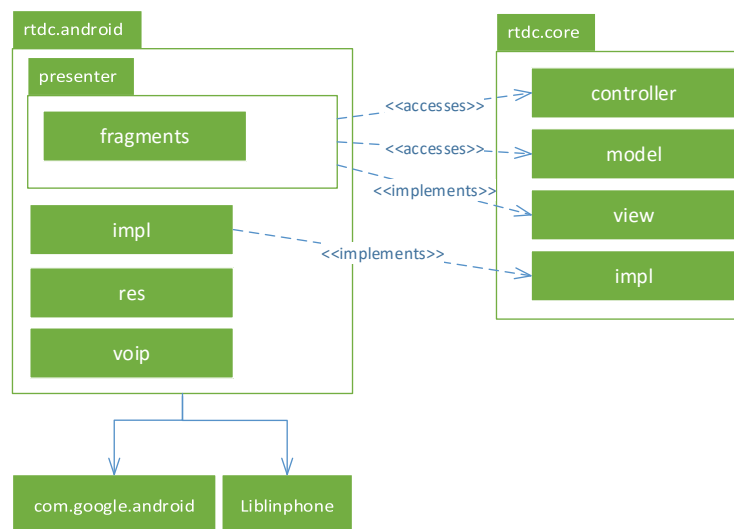 rtdc.android
presenter
fragments
impl
res
voip
<<accesses>>
<<accesses>>
<<implements>>
<<implements>>
rtdc.core
controller
model
view
impl
com.google.android
Liblinphone